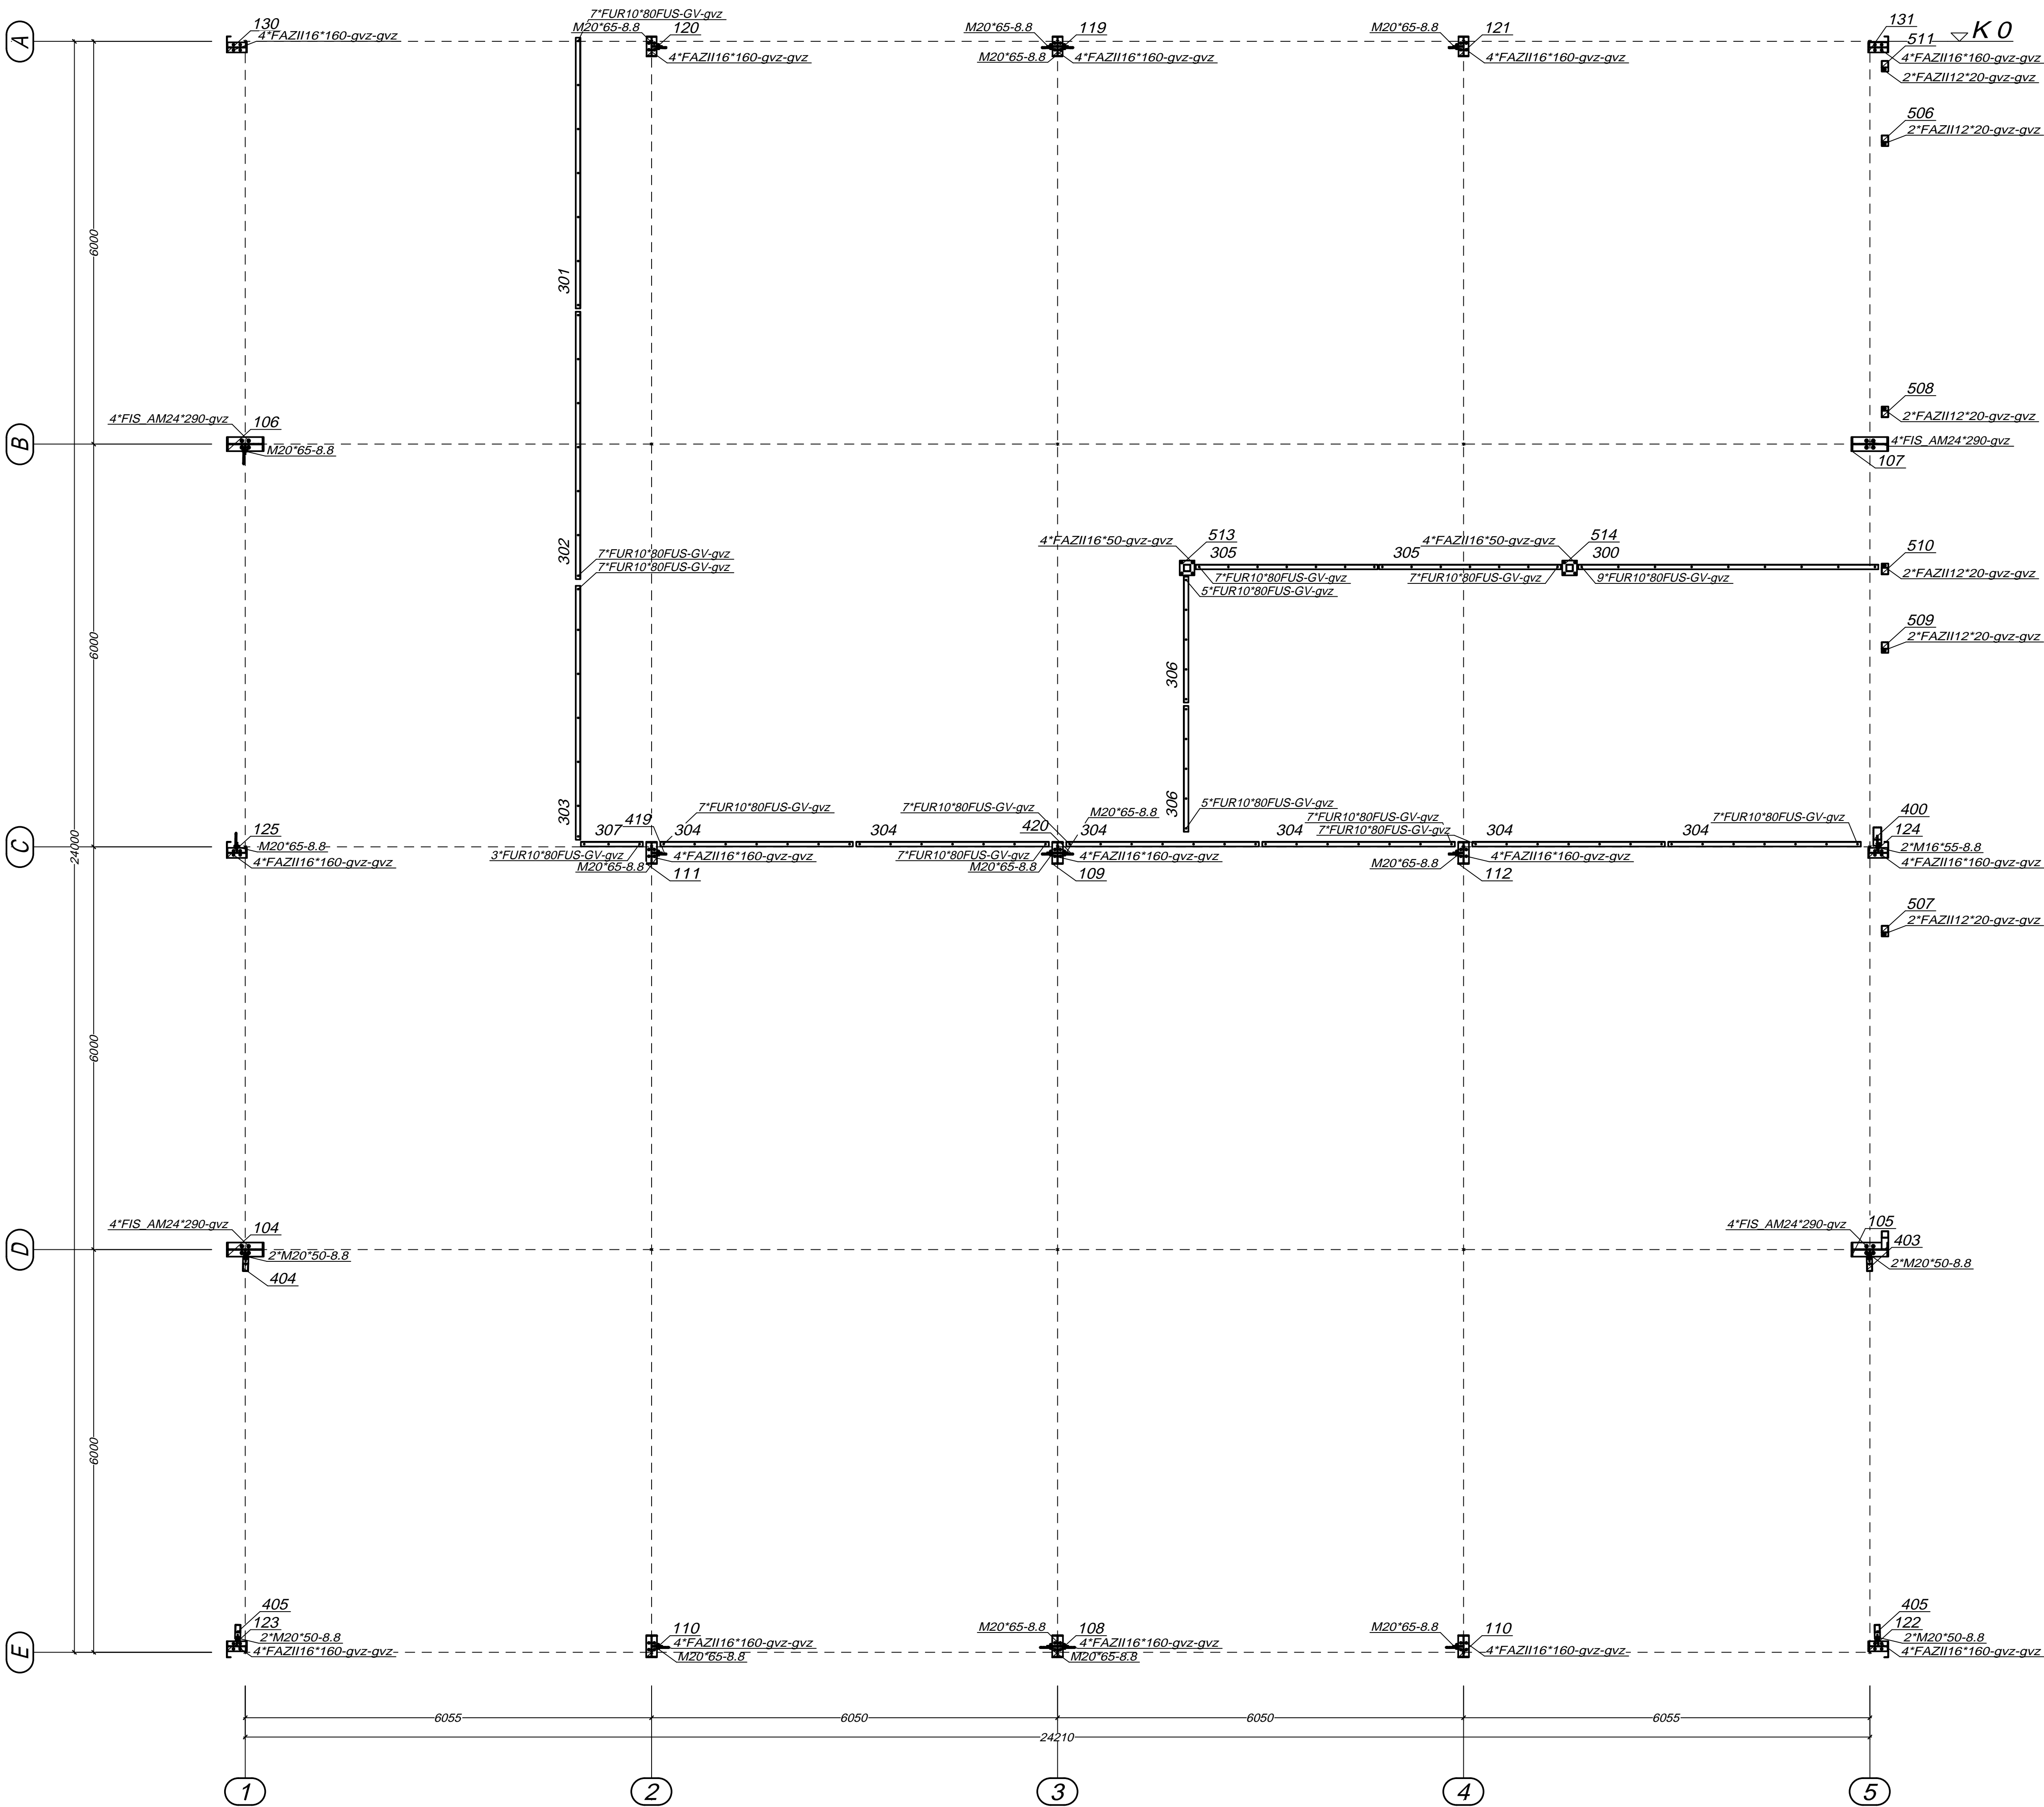 7*FUR10*80FUS-GV-gvz
A
130
4*FAZII16*160-gvz-gvz
M20*65-8.8
120
4*FAZII16*160-gvz-gvz
M20*65-8.8
119
M20*65-8.8
4*FAZII16*160-gvz-gvz
M20*65-8.8
121
4*FAZII16*160-gvz-gvz
131
K 0
511
4*FAZII16*160-gvz-gvz
2*FAZII12*20-gvz-gvz
506
2*FAZII12*20-gvz-gvz
6000
301
508
2*FAZII12*20-gvz-gvz
B
4*FIS_AM24*290-gvz
106
M20*65-8.8
4*FIS_AM24*290-gvz
107
302
7*FUR10*80FUS-GV-gvz
7*FUR10*80FUS-GV-gvz
513
4*FAZII16*50-gvz-gvz
305
305
514
4*FAZII16*50-gvz-gvz
300
510
2*FAZII12*20-gvz-gvz
7*FUR10*80FUS-GV-gvz
7*FUR10*80FUS-GV-gvz
9*FUR10*80FUS-GV-gvz
5*FUR10*80FUS-GV-gvz
6000
306
509
2*FAZII12*20-gvz-gvz
303
306
5*FUR10*80FUS-GV-gvz
7*FUR10*80FUS-GV-gvz
7*FUR10*80FUS-GV-gvz
M20*65-8.8
7*FUR10*80FUS-GV-gvz
7*FUR10*80FUS-GV-gvz
7*FUR10*80FUS-GV-gvz
C
24000
125
M20*65-8.8
4*FAZII16*160-gvz-gvz
307
419
304
304
420
304
304
304
304
400
124
2*M16*55-8.8
4*FAZII16*160-gvz-gvz
3*FUR10*80FUS-GV-gvz
M20*65-8.8
4*FAZII16*160-gvz-gvz
111
7*FUR10*80FUS-GV-gvz
M20*65-8.8
4*FAZII16*160-gvz-gvz
109
M20*65-8.8
4*FAZII16*160-gvz-gvz
112
507
2*FAZII12*20-gvz-gvz
6000
D
4*FIS_AM24*290-gvz
104
2*M20*50-8.8
404
4*FIS_AM24*290-gvz
105
403
2*M20*50-8.8
6000
E
405
123
2*M20*50-8.8
4*FAZII16*160-gvz-gvz
110
4*FAZII16*160-gvz-gvz
M20*65-8.8
M20*65-8.8
108
4*FAZII16*160-gvz-gvz
M20*65-8.8
M20*65-8.8
110
4*FAZII16*160-gvz-gvz
405
122
2*M20*50-8.8
4*FAZII16*160-gvz-gvz
6055
6050
6050
6055
24210
1
2
3
4
5